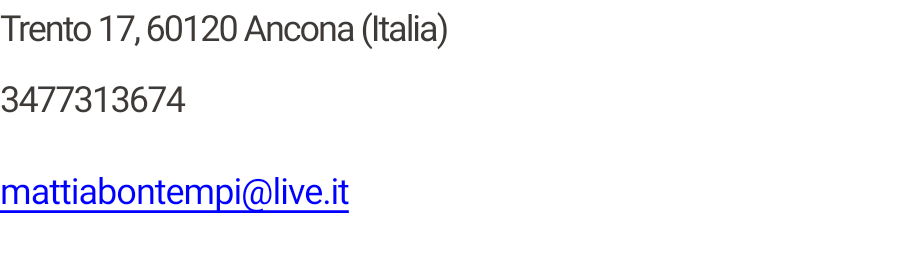 Trento 17, 60120 Ancona (Italia)
3477313674
mattiabontempi@live.it